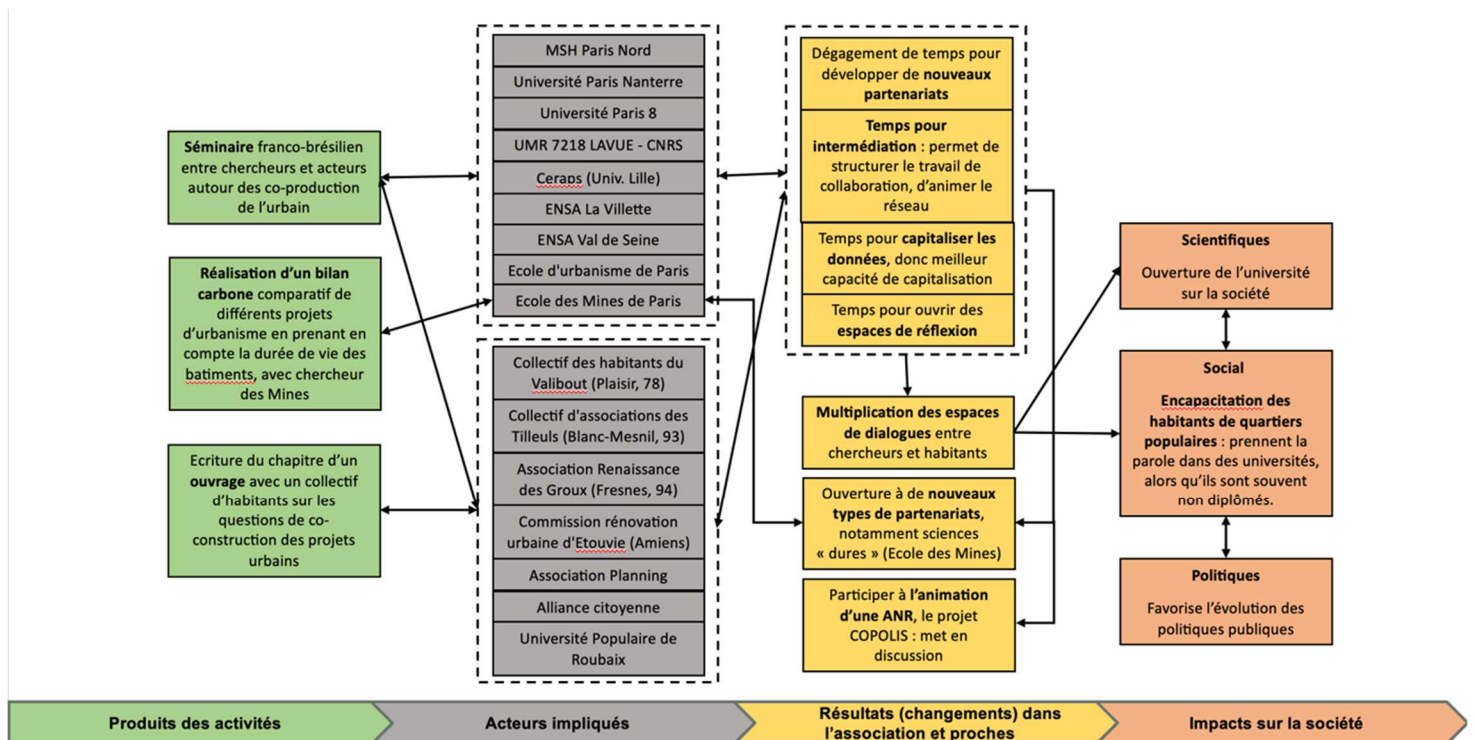 Séminaire franco-brésilien
entre chercheurs et acteurs
autour des co-production
de l'urbain
Réalisation d'un bilan
carbone comparatif de
différents projets
d'urbanisme en prenant en
compte la durée de vie des
batiments, avec chercheur
des Mines
Ecriture du chapitre d'un
ouvrage avec un collectif
d'habitants sur les
questions de co-
construction des projets
urbains
MSH Paris Nord
Université Paris Nanterre
Université Paris 8
UMR 7218 LAVUE - CNRS
Ceraps (Univ. Lille)
ENSA La Villette
ENSA Val de Seine
Ecole d'urbanisme de Paris
Ecole des Mines de Paris
Collectif des habitants du
Valibout (Plaisir, 78)
Collectif d'associations des
Tilleuls (Blanc-Mesnil, 93)
Association Renaissance
des Groux (Fresnes, 94)
Commission rénovation
urbaine d'Etouvie (Amiens)
Association Planning
Alliance citoyenne
Université Populaire de
Roubaix
Dégagement de temps pour
développer de nouveaux
partenariats
Temps pour
intermédiation : permet de
structurer le travail de
collaboration, d'animer le
réseau
Temps pour capitaliser les
données, donc meilleur
capacité de capitalisation
Temps pour ouvrir des
espaces de réflexion
Multiplication des espaces
de dialogues entre
chercheurs et habitants
Ouverture à de nouveaux
types de partenariats,
notamment sciences
« dures » (Ecole des Mines)
Participer à l'animation
d'une ANR, le projet
COPOLIS : met en
discussion
Scientifiques
Ouverture de l'université
sur la société
Social
Encapacitation des
habitants de quartiers
populaires : prennent la
parole dans des universités,
alors qu'ils sont souvent
non diplômés.
Politiques
Favorise l'évolution des
politiques publiques
Produits des activités
Acteurs impliqués
Résultats (changements) dans
l'association et proches
Impacts sur la société